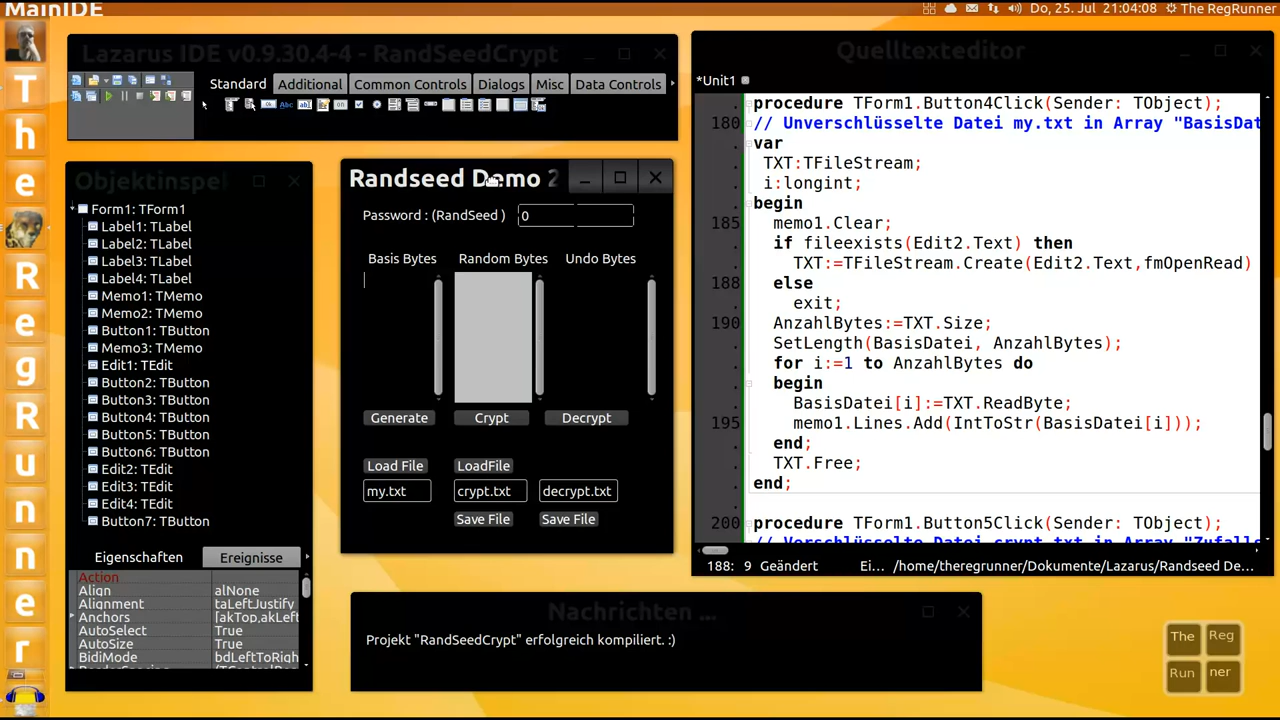 MainIDE
Do, 25. Jul 21:04:08
The RegRunner
T
h
e
R
e
g
R
u
n
n
e
r
Lazarus IDE v0.9.30.4-4 - RandSeedCrypt
Standard
Additional
Common Controls
Dialogs
Misc
Data Controls
Objektinspe
Form1: TForm1
Label1: TLabel
Label2: TLabel
Label3: TLabel
Label4: TLabel
Memo1: TMemo
Memo2: TMemo
Button1: TButton
Memo3: TMemo
Edit1: TEdit
Button2: TButton
Button3: TButton
Button4: TButton
Button5: TButton
Button6: TButton
Edit2: TEdit
Edit3: TEdit
Edit4: TEdit
Button7: TButton
Eigenschaften
Ereignisse
Action
Align alNone
Alignment taLeftJustify
Anchors [akTop,akLeft
AutoSelect True
AutoSize True
BidiMode bdLeftToRigh
Randseed Demo 2
Password : (RandSeed )
0
Basis Bytes
Random Bytes
Undo Bytes
Generate
Crypt
Decrypt
Load File
LoadFile
my.txt
crypt.txt
decrypt.txt
Save File
Save File
Quelltexteditor
*Unit1
procedure TForm1.Button4Click(Sender: TObject);
180 // Unverschlüsselte Datei my.txt in Array "BasisDat
var
TXT:TFileStream;
i:longint;
begin
185 memo1.Clear;
if fileexists(Edit2.Text) then
TXT:=TFileStream.Create(Edit2.Text,fmOpenRead)
188 else
exit;
190 AnzahlBytes:=TXT.Size;
SetLength(BasisDatei, AnzahlBytes);
for i:=1 to AnzahlBytes do
begin
BasisDatei[i]:=TXT.ReadByte;
195 memo1.Lines.Add(IntToStr(BasisDatei[i]));
end;
TXT.Free;
end;
200 procedure TForm1.Button5Click(Sender: TObject);
// Verschlüsselte Datei crypt.txt in Array "Zufalls
188: 9 Geändert Ei... /home/theregrunner/Dokumente/Lazarus/Randseed De...
Nachrichten ...
Projekt "RandSeedCrypt" erfolgreich kompiliert. :)
The
Reg
Run
ner